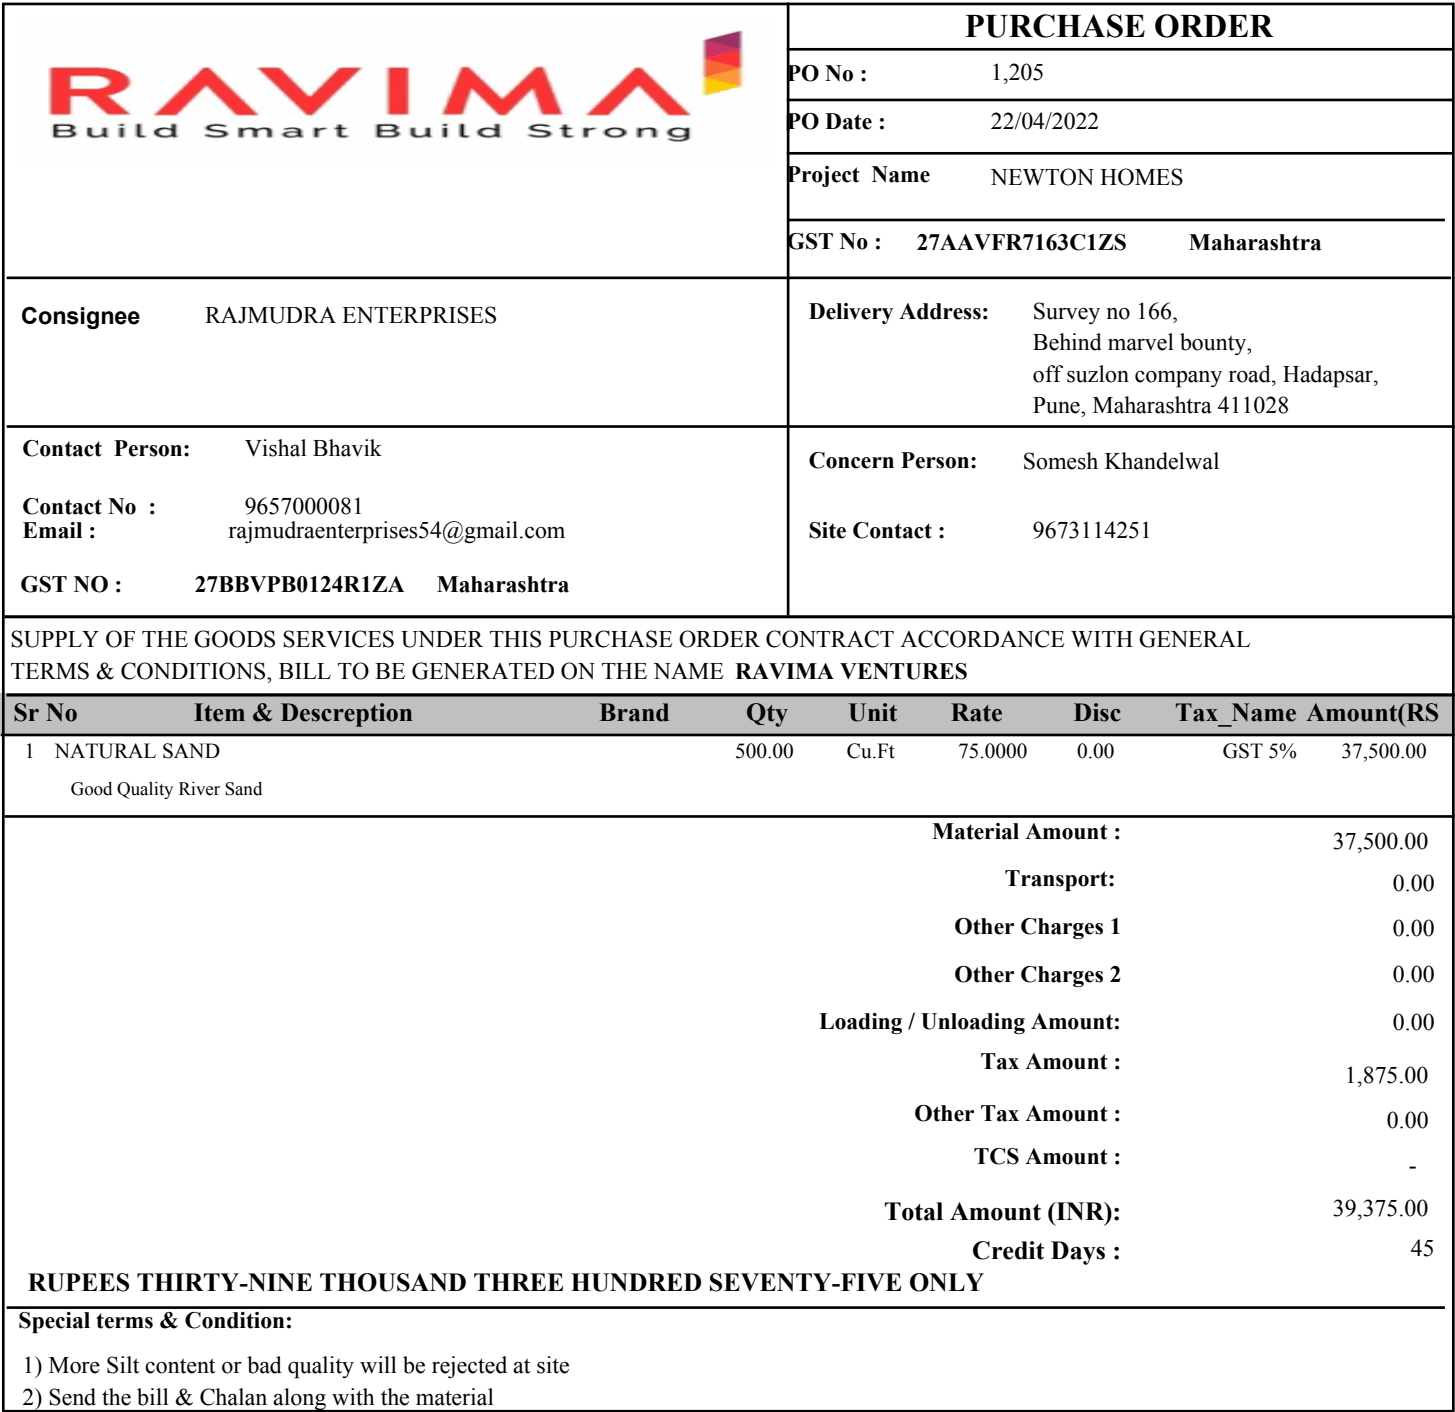 RAVIMA
Build Smart Build Strong
PURCHASE ORDER
PO No : 1,205
PO Date : 22/04/2022
Project Name NEWTON HOMES
GST No : 27AAVFR7163C1ZS Maharashtra
Consignee RAJMUDRA ENTERPRISES
Delivery Address: Survey no 166,
Behind marvel bounty,
off suzlon company road, Hadapsar,
Pune, Maharashtra 411028
Contact Person: Vishal Bhavik
Contact No : 9657000081
Email : rajmudraenterprises54@gmail.com
GST NO : 27BBVPB0124R1ZA Maharashtra
Concern Person: Somesh Khandelwal
Site Contact : 9673114251
SUPPLY OF THE GOODS SERVICES UNDER THIS PURCHASE ORDER CONTRACT ACCORDANCE WITH GENERAL
TERMS & CONDITIONS, BILL TO BE GENERATED ON THE NAME RAVIMA VENTURES
Sr No Item & Descreption Brand Qty Unit Rate Disc Tax_Name Amount(RS
1 NATURAL SAND 500.00 Cu.Ft 75.0000 0.00 GST 5% 37,500.00
Good Quality River Sand
Material Amount : 37,500.00
Transport: 0.00
Other Charges 1 0.00
Other Charges 2 0.00
Loading / Unloading Amount: 0.00
Tax Amount : 1,875.00
Other Tax Amount : 0.00
TCS Amount : -
Total Amount (INR): 39,375.00
Credit Days : 45
RUPEES THIRTY-NINE THOUSAND THREE HUNDRED SEVENTY-FIVE ONLY
Special terms & Condition:
1) More Silt content or bad quality will be rejected at site
2) Send the bill & Chalan along with the material